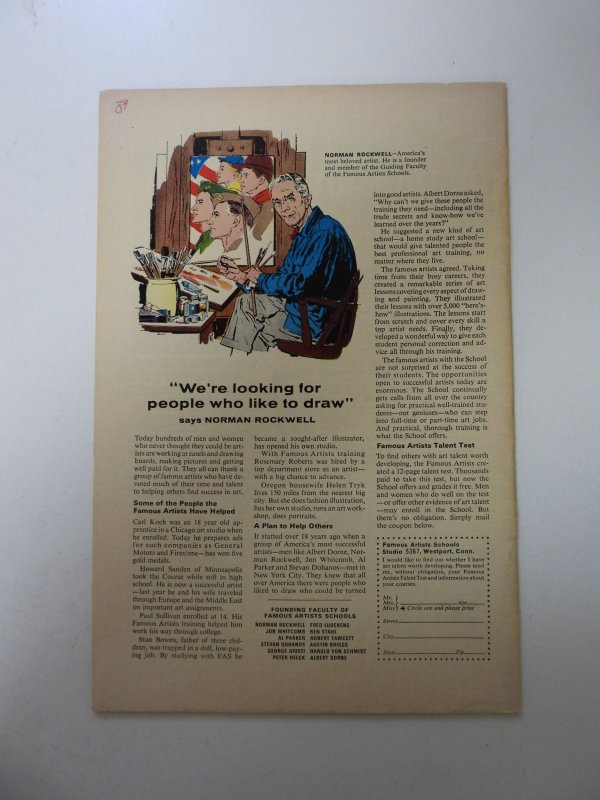 NORMAN ROCKWELL—America's
most beloved artist. He is a founder
and member of the Guiding Faculty
of the Famous Artists Schools.
"We're looking for
people who like to draw"
says NORMAN ROCKWELL
Today hundreds of men and women
who never thought they could be art-
ists are working at easels and drawing
boards, making pictures and getting
well paid for it. They all can thank a
group of famous artists who have de-
voted much of their time and talent
to helping others find success in art.
Some of the People the
Famous Artists Have Helped
Carl Koch was an 18 year old ap-
prentice in a Chicago art studio when
he enrolled. Today he prepares ads
for such companies as General
Motors and Firecone—has won five
gold medals.
Howard Sanden of Minneapolis
took the Course while still in high
school. He is now a successful artist
—last year he and his wife traveled
through Europe and the Middle East
on important art assignments.
Paul Sullivan enrolled at 14. His
Famous Artists training helped him
work his way through college.
Stan Bowen, father of three chil-
dren, was trapped in a dull, low-pay-
ing job. By studying with FAS he
became a sought-after illustrator,
has opened his own studio.
With Famous Artists training
Rosemary Roberts was hired by a
top department store as an artist—
with a big chance to advance.
Oregon housewife Helen Tryk
lives 150 miles from the nearest big
city. But she does fashion illustration,
has her own studio, runs an art work-
shop, does portraits.
A Plan to Help Others
It started over 18 years ago when a
group of America's most successful
artists—men like Albert Dorne, Nor-
man Rockwell, Jon Whitcomb, Al
Parker and Stevan Dohanos—met in
New York City. They knew that all
over America there were people who
liked to draw who could be turned
FOUNDING FACULTY OF
FAMOUS ARTISTS SCHOOLS
NORMAN ROCKWELL FRED LUDEKENS
JON WHITCOMB BEN STAHL
AL PARKER ROBERT FAWCETT
STEVAN DOHANOS AUSTIN BRIGGS
GEORGE GIUSTI HAROLD VON SCHMIDT
PETER HELCK ALBERT DORNE
into good artists. Albert Dorne asked,
"Why can't we give these people the
training they need—including all the
trade secrets and know-how we've
learned over the years?"
He suggested a new kind of art
school—a home study art school—
that would give talented people the
best professional art training, no
matter where they live.
The famous artists agreed. Taking
time from their busy careers, they
created a remarkable series of art
lessons covering every aspect of draw-
ing and painting. They illustrated
their lessons with over 5,000 "here's-
how" illustrations. The lessons start
from scratch and cover every skill a
top artist needs. Finally, they de-
veloped a wonderful way to give each
student personal correction and ad-
vice all through his training.
The famous artists with the School
are not surprised at the success of
their students. The opportunities
open to successful artists today are
enormous. The School continually
gets calls from all over the country
asking for practical well-trained stu-
dents—not geniuses—who can step
into full-time or part-time art jobs.
And practical, thorough training is
what the School offers.
Famous Artists Talent Test
To find others with art talent worth
developing, the Famous Artists cre-
ated a 12-page talent test. Thousands
paid to take this test, but now the
School offers and grades it free. Men
and women who do well on the test
—or offer other evidence of art talent
—may enroll in the School. But
there's no obligation. Simply mail
the coupon below.
Famous Artists Schools
Studio 5367, Westport, Conn.
I would like to find out whether I have
art talent worth developing. Please send
me, without obligation, your Famous
Artists Talent Test and information about
your courses.
Mr.
Mrs. Age
Miss Circle one and please print
Street
City
State Zip